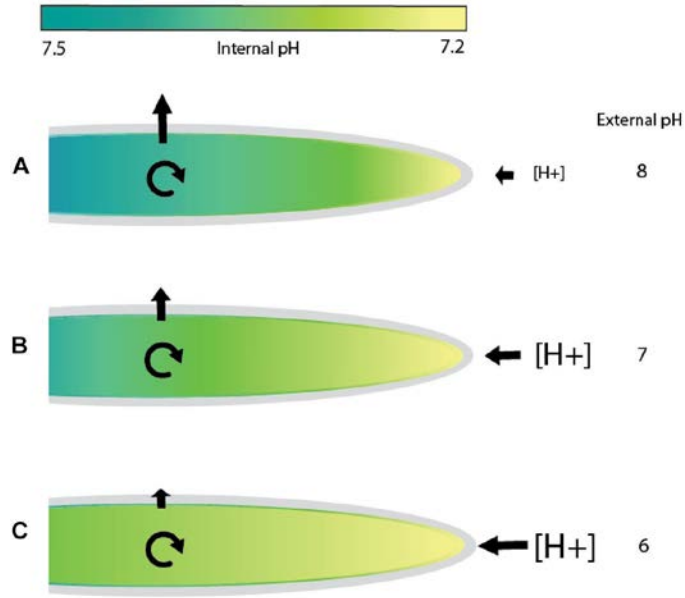 7.5 Internal pH 7.2
External pH
A [H+] 8
B [H+] 7
C [H+] 6